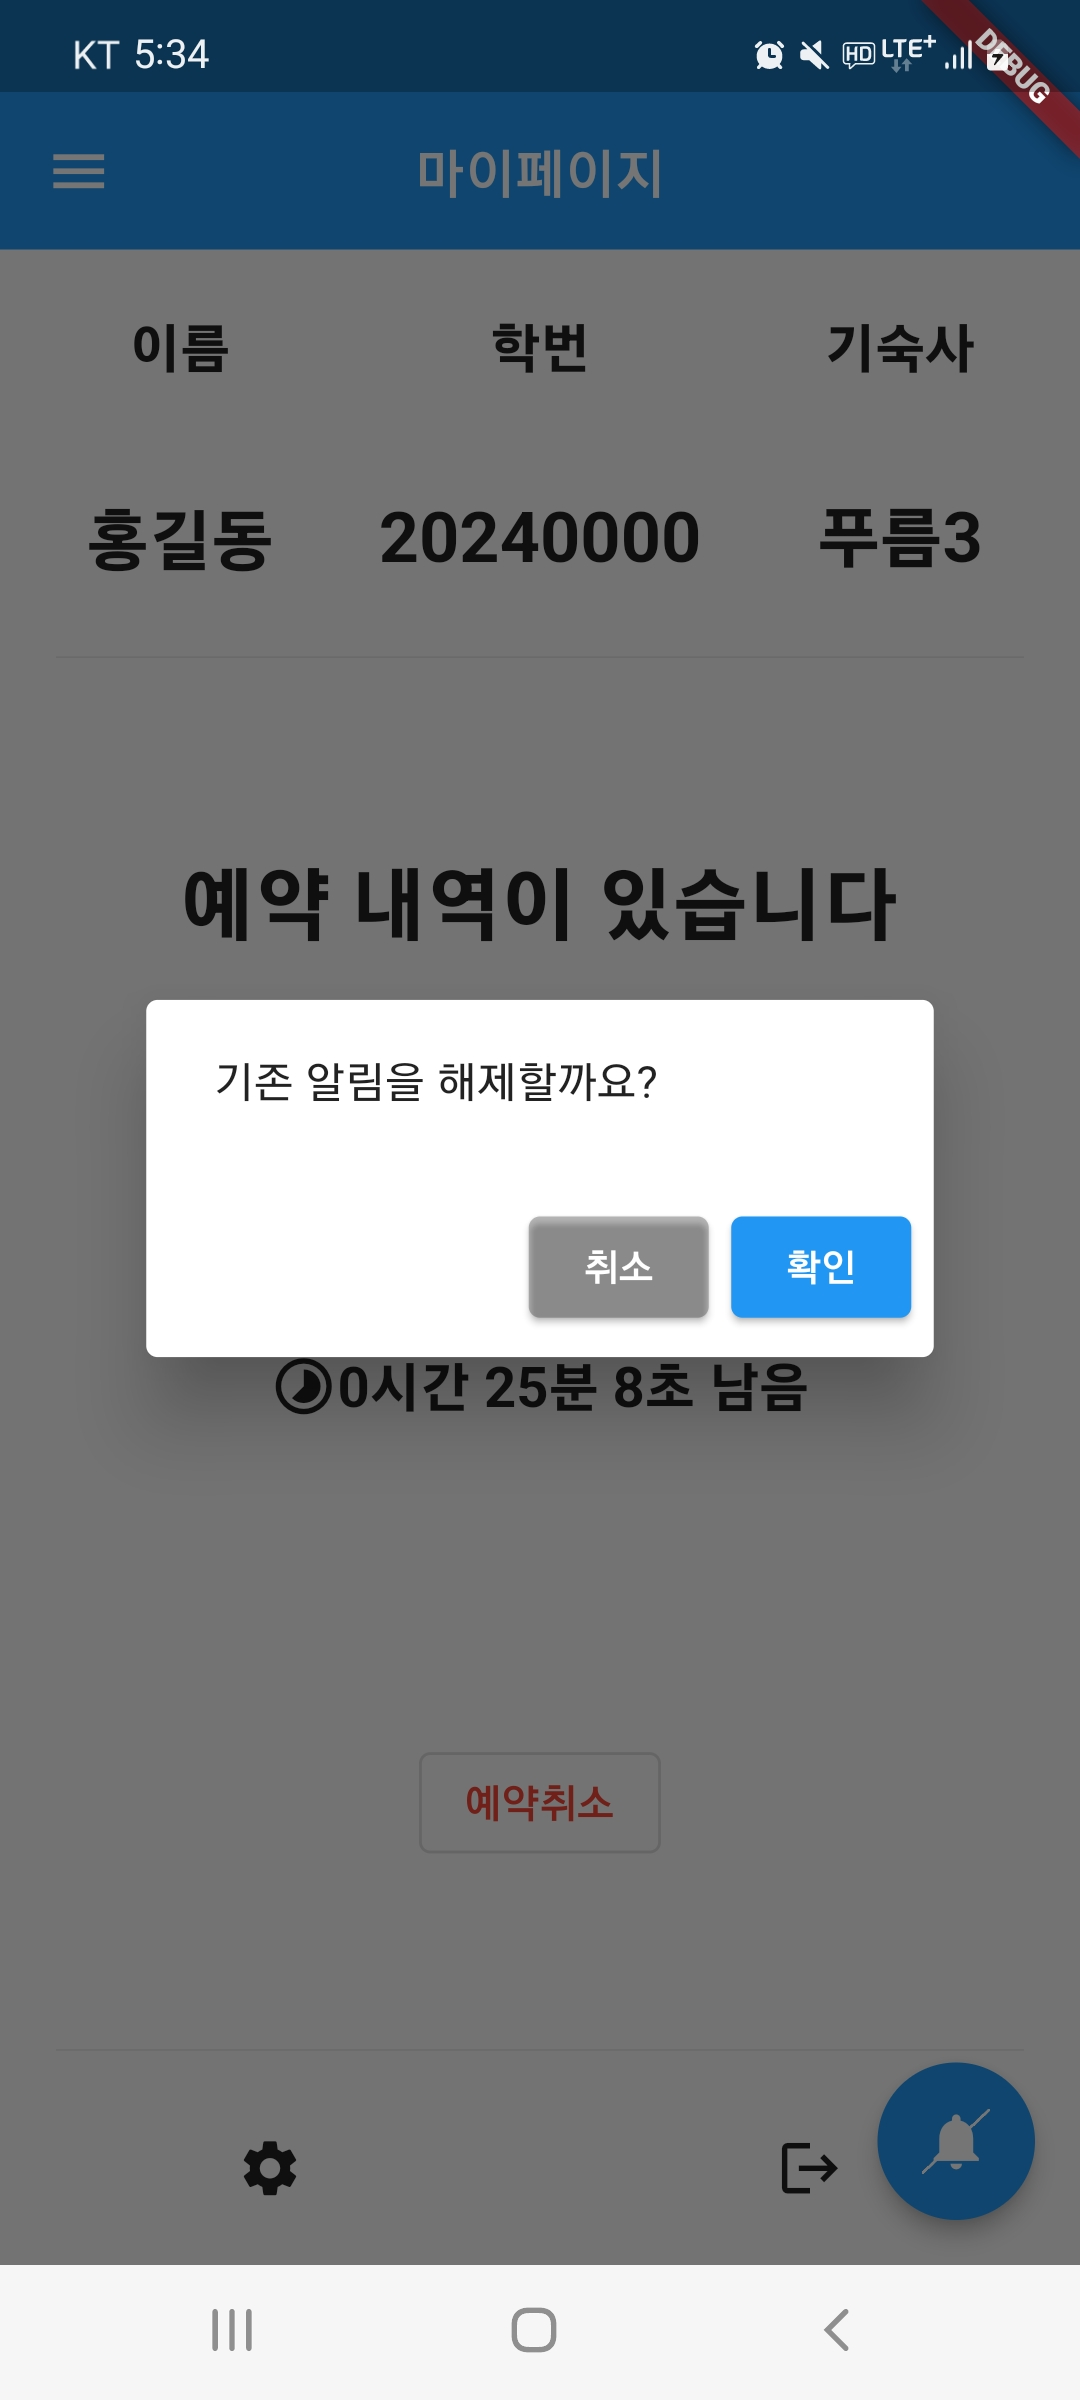 KT 5:34 HD LTE+
DEBUG
마이페이지
이름 학번 기숙사
홍길동 20240000 푸름3
예약 내역이 있습니다
기존 알림을 해제할까요?
취소 확인
0시간 25분 8초 남음
예약취소